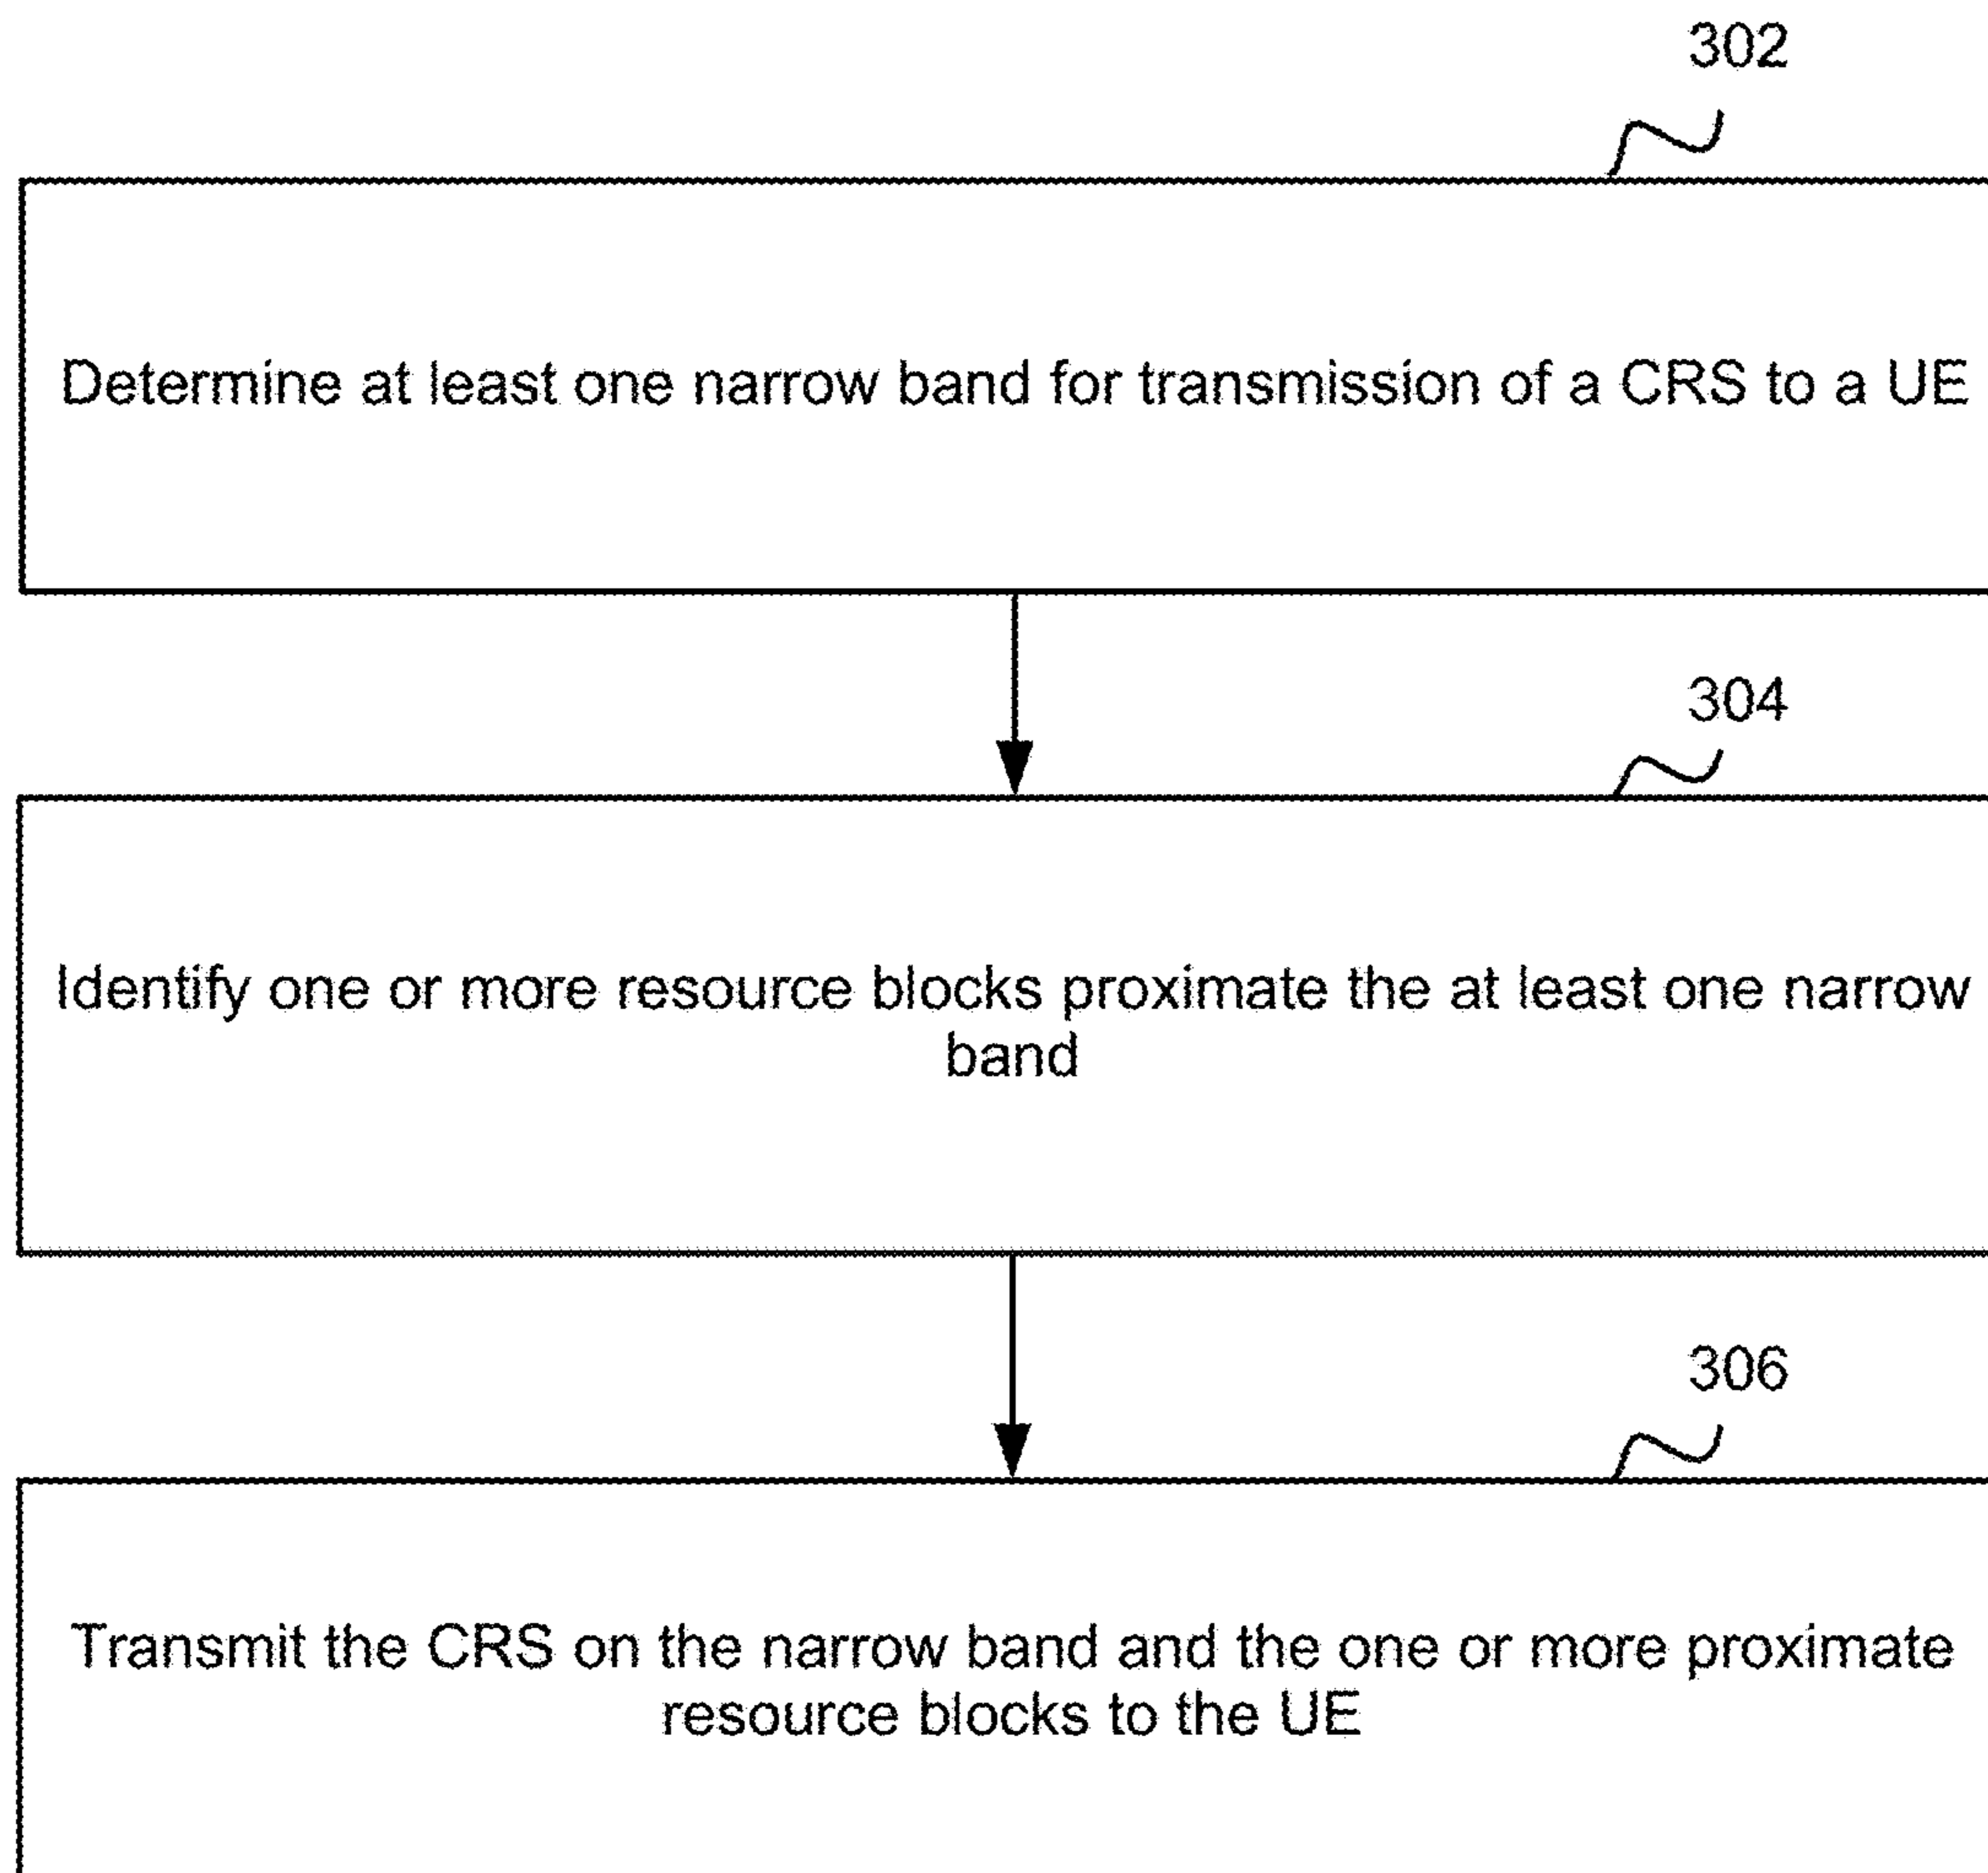 302
Determine at least one narrow band for transmission of a CRS to a UE
304
Identify one or more resource blocks proximate the at least one narrow
band
306
Transmit the CRS on the narrow band and the one or more proximate
resource blocks to the UE